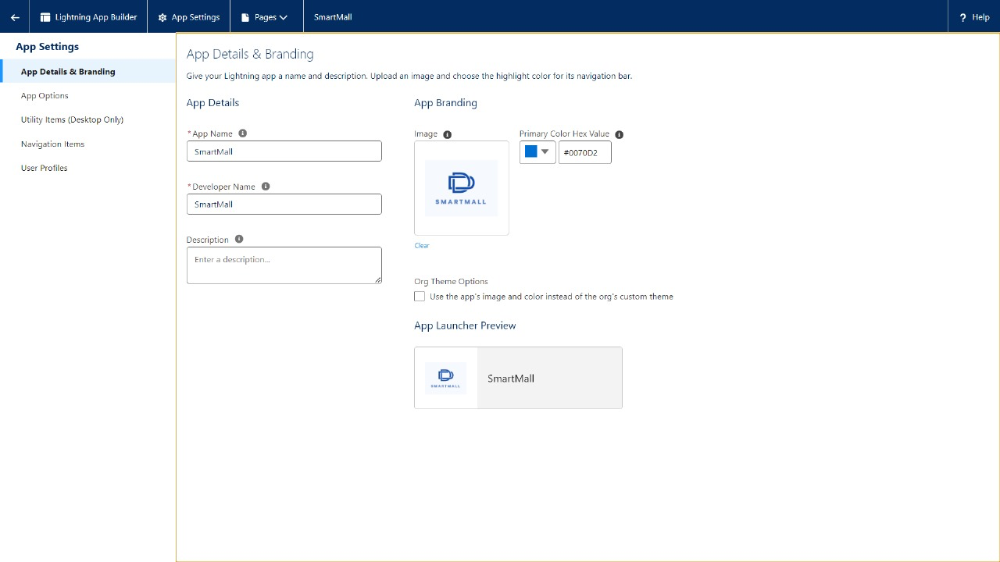 Lightning App Builder
App Settings
Pages
SmartMall
? Help
App Settings
App Details & Branding
App Options
Utility Items (Desktop Only)
Navigation Items
User Profiles
App Details & Branding
Give your Lightning app a name and description. Upload an image and choose the highlight color for its navigation bar.
App Details
* App Name
SmartMall
* Developer Name
SmartMall
Description
Enter a description...
App Branding
Image
SMARTMALL
Clear
Primary Color Hex Value
#0070D2
Org Theme Options
Use the app's image and color instead of the org's custom theme
App Launcher Preview
SMARTMALL
SmartMall